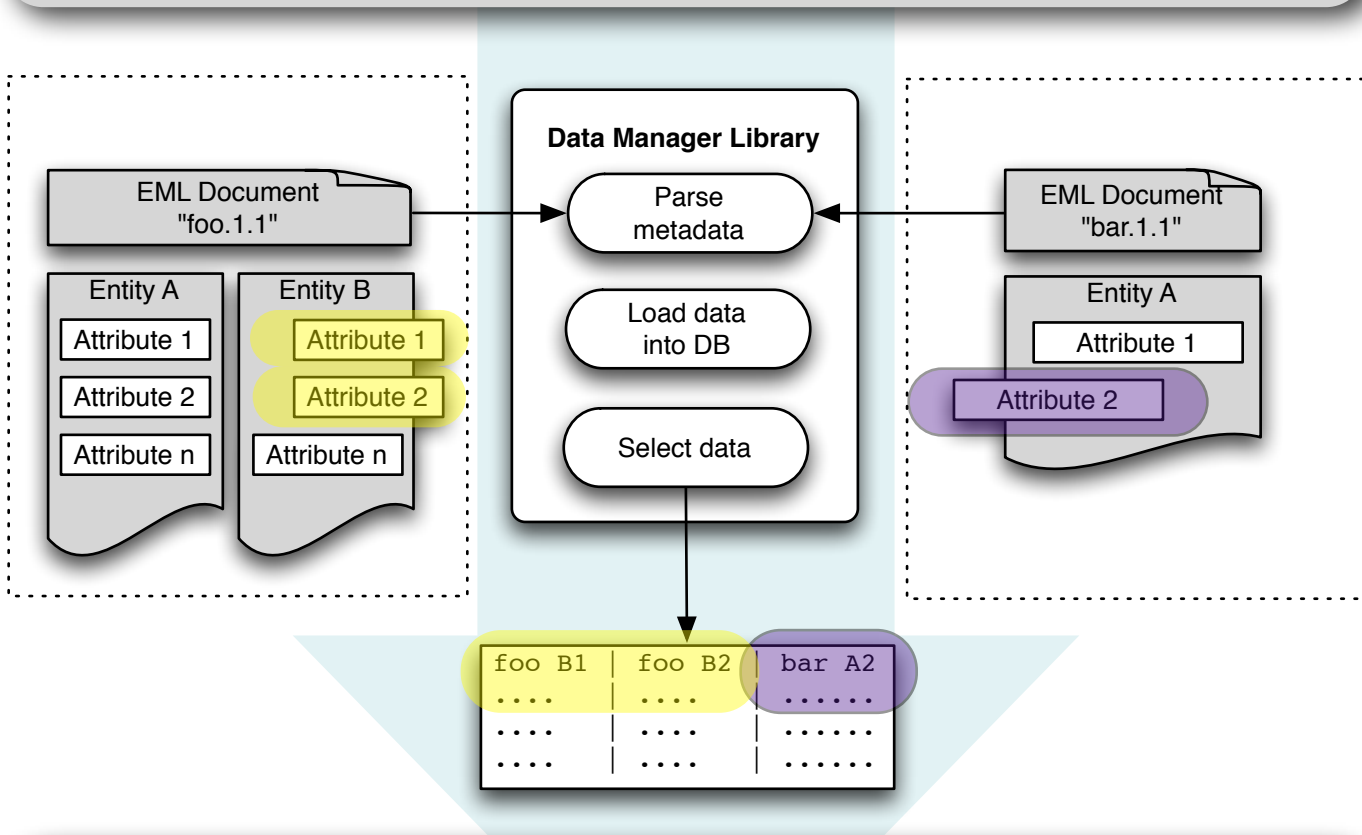 Data Manager Library
EML Document
"foo.1.1"
Entity A
Attribute 1
Attribute 2
Attribute n
Entity B
Attribute 1
Attribute 2
Attribute n
Parse
metadata
Load data
into DB
Select data
EML Document
"bar.1.1"
Entity A
Attribute 1
Attribute 2
foo B1 | foo B2 | bar A2
.... | .... | ......
.... | .... | ......
.... | .... | ......